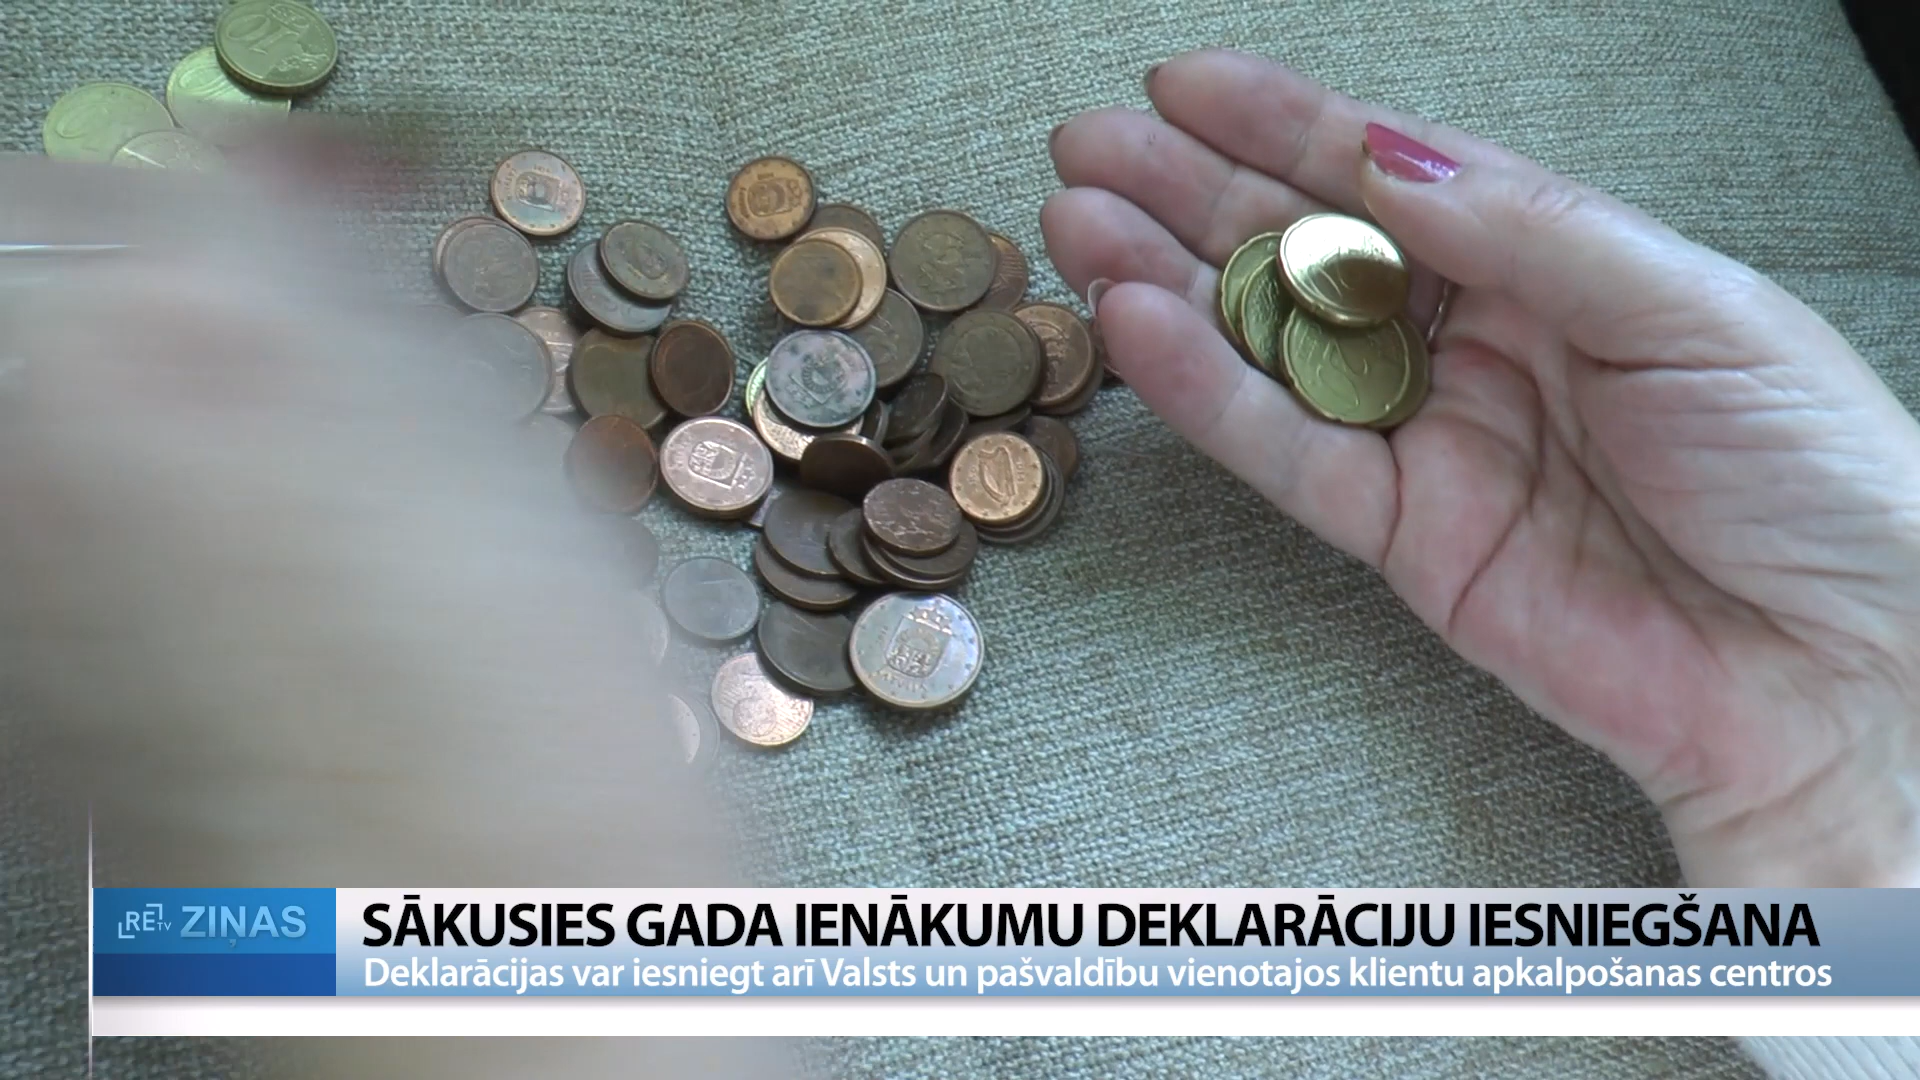 RE TV ZIŅAS
SĀKUSIES GADA IENĀKUMU DEKLARĀCIJU IESNIEGŠANA
Deklarācijas var iesniegt arī Valsts un pašvaldību vienotajos klientu apkalpošanas centros